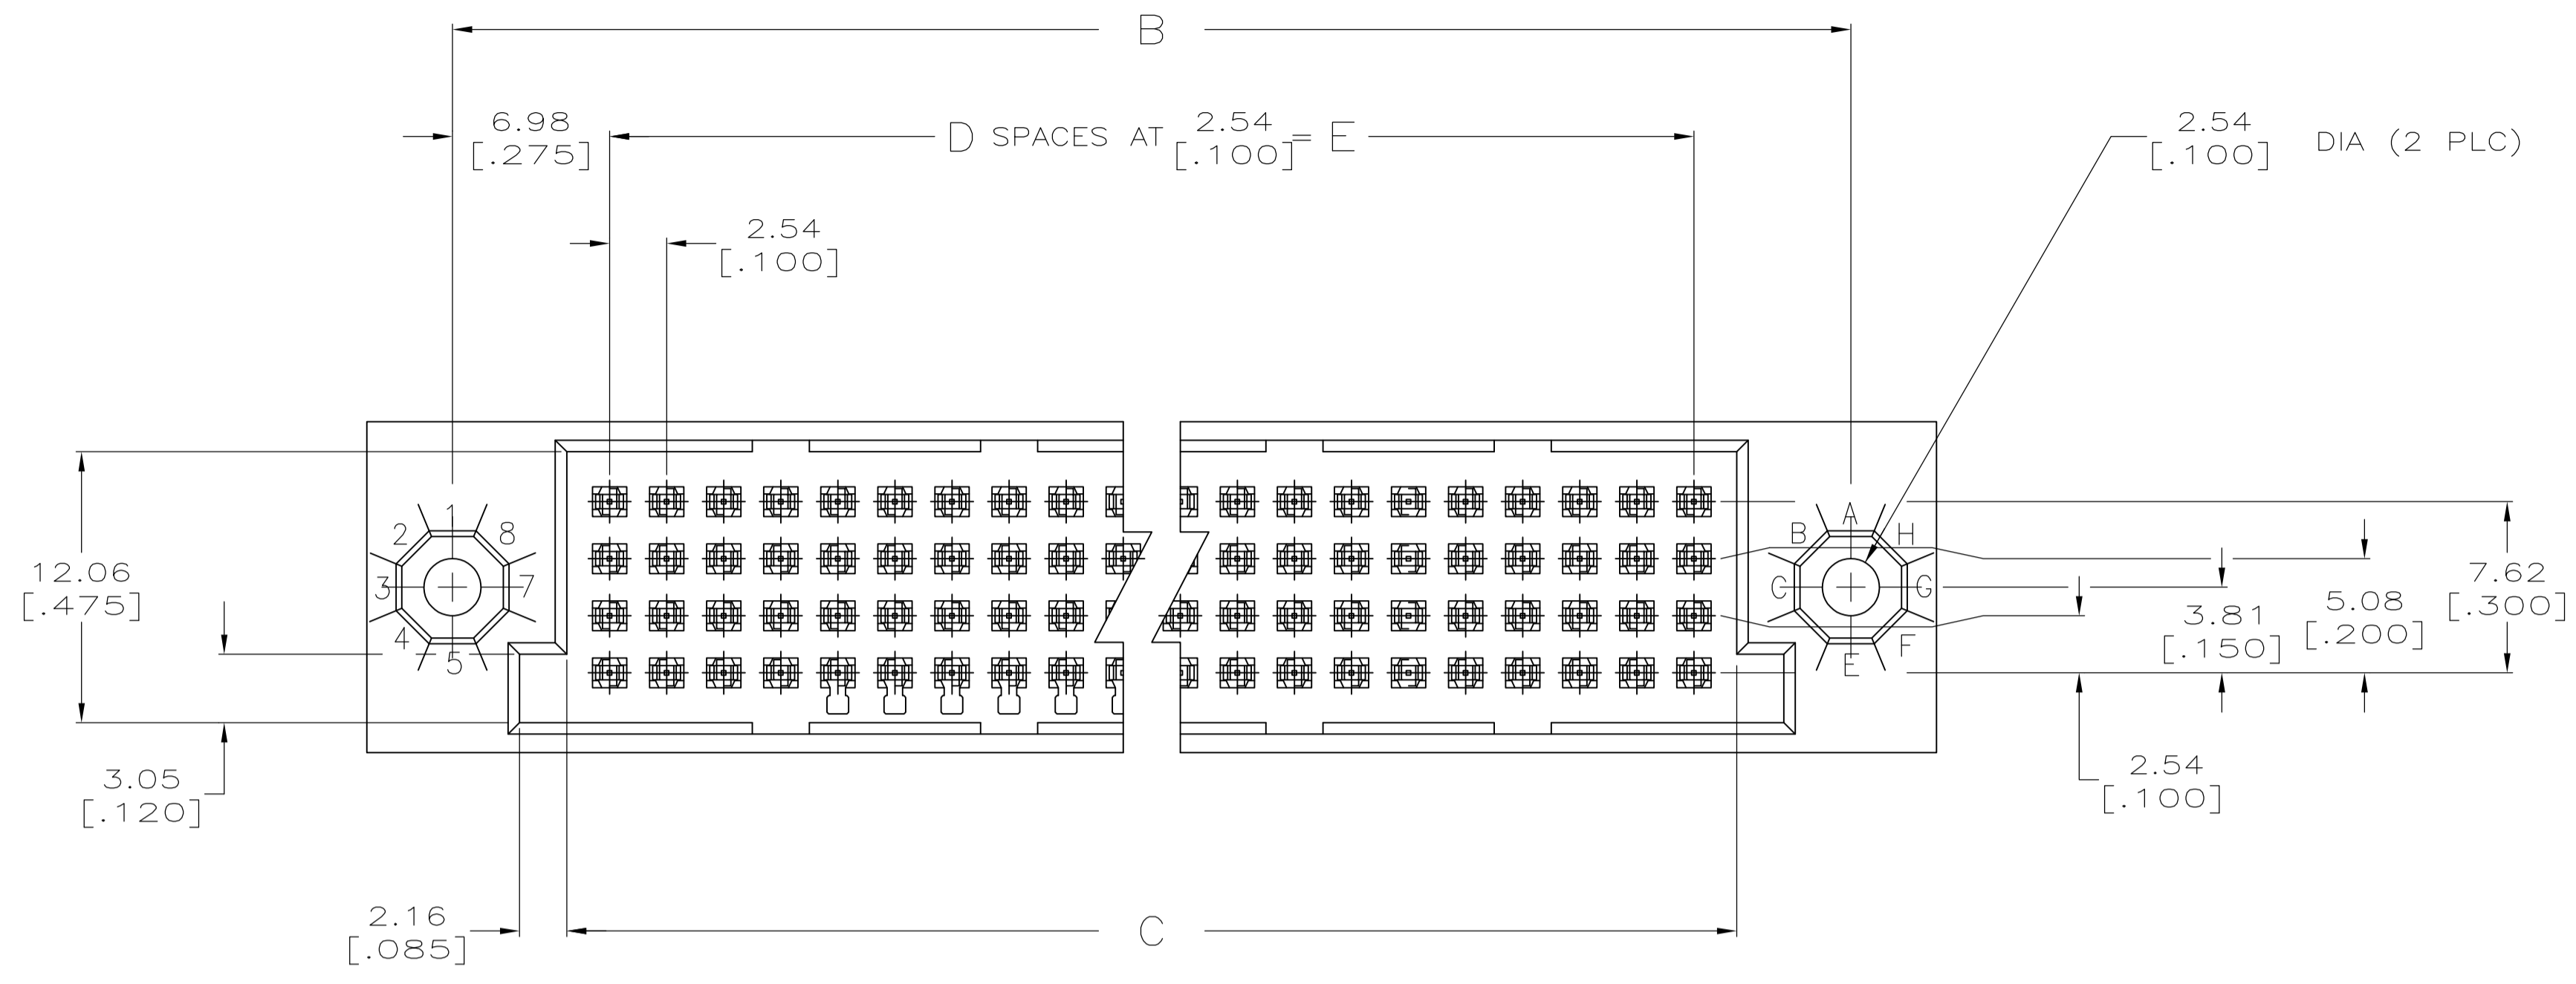 B
6.98
[.275]
D SPACES AT 2.54 = E
[.100]
2.54
[.100]
DIA (2 PLC)
2.54
[.100]
1
2
8
3
7
4
5
A
B
H
C
G
F
E
12.06
[.475]
7.62
[.300]
5.08
[.200]
3.81
[.150]
3.05
[.120]
2.54
[.100]
2.16
[.085]
C